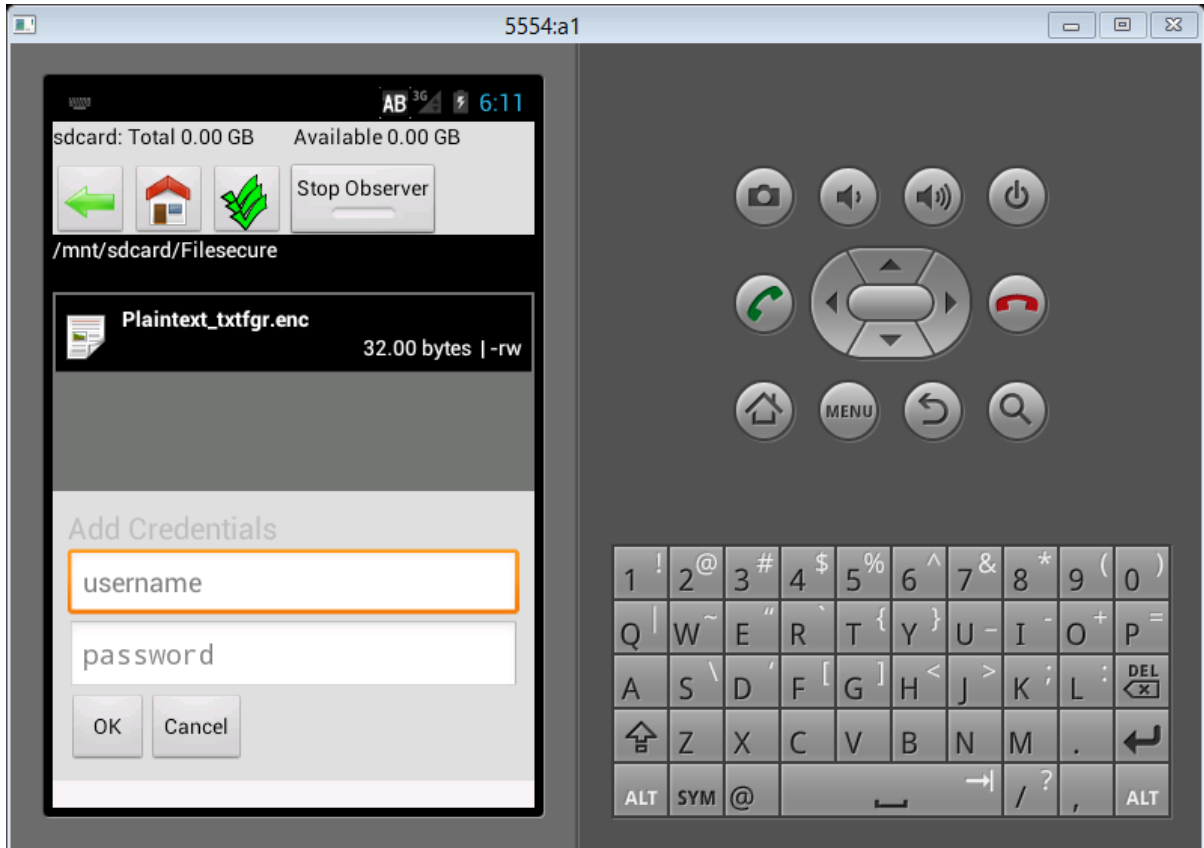 5554:a1
AB 3G 6:11
sdcard: Total 0.00 GB Available 0.00 GB
Stop Observer
/mnt/sdcard/Filesecure
Plaintext_txtfgr.enc
32.00 bytes | -rw
Add Credentials
username
password
OK Cancel
MENU
1 ! 2 @ 3 # 4 $ 5 % 6 ^ 7 & 8 * 9 ( 0 )
Q | W ~ E " R ` T { Y } U _ I - O + P =
A S \ D ' F [ G ] H < J > K ; L : DEL
Z X C V B N M .
ALT SYM @ / ? , ALT